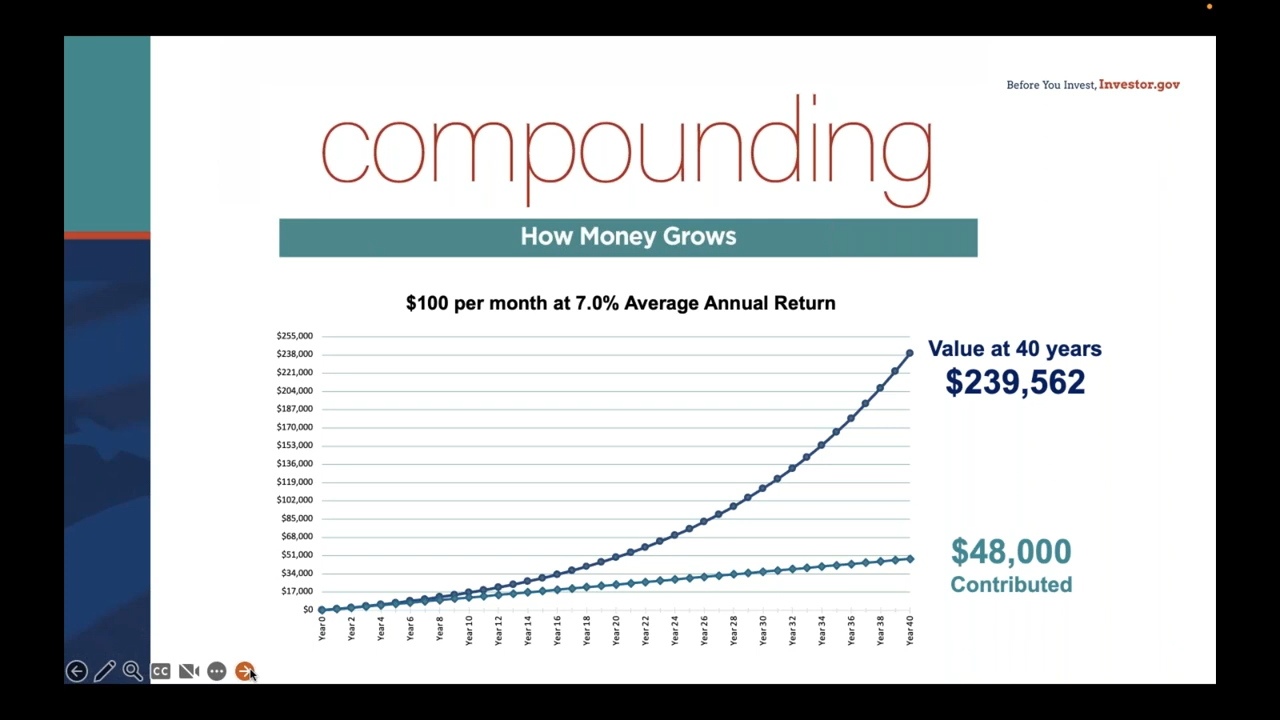 Before You Invest, Investor.gov
compounding
How Money Grows
$100 per month at 7.0% Average Annual Return
$255,000
$238,000
$221,000
$204,000
$187,000
$170,000
$153,000
$136,000
$119,000
$102,000
$85,000
$68,000
$51,000
$34,000
$17,000
$0
Year 0
Year 2
Year 4
Year 6
Year 8
Year 10
Year 12
Year 14
Year 16
Year 18
Year 20
Year 22
Year 24
Year 26
Year 28
Year 30
Year 32
Year 34
Year 36
Year 38
Year 40
Value at 40 years
$239,562
$48,000
Contributed
CC